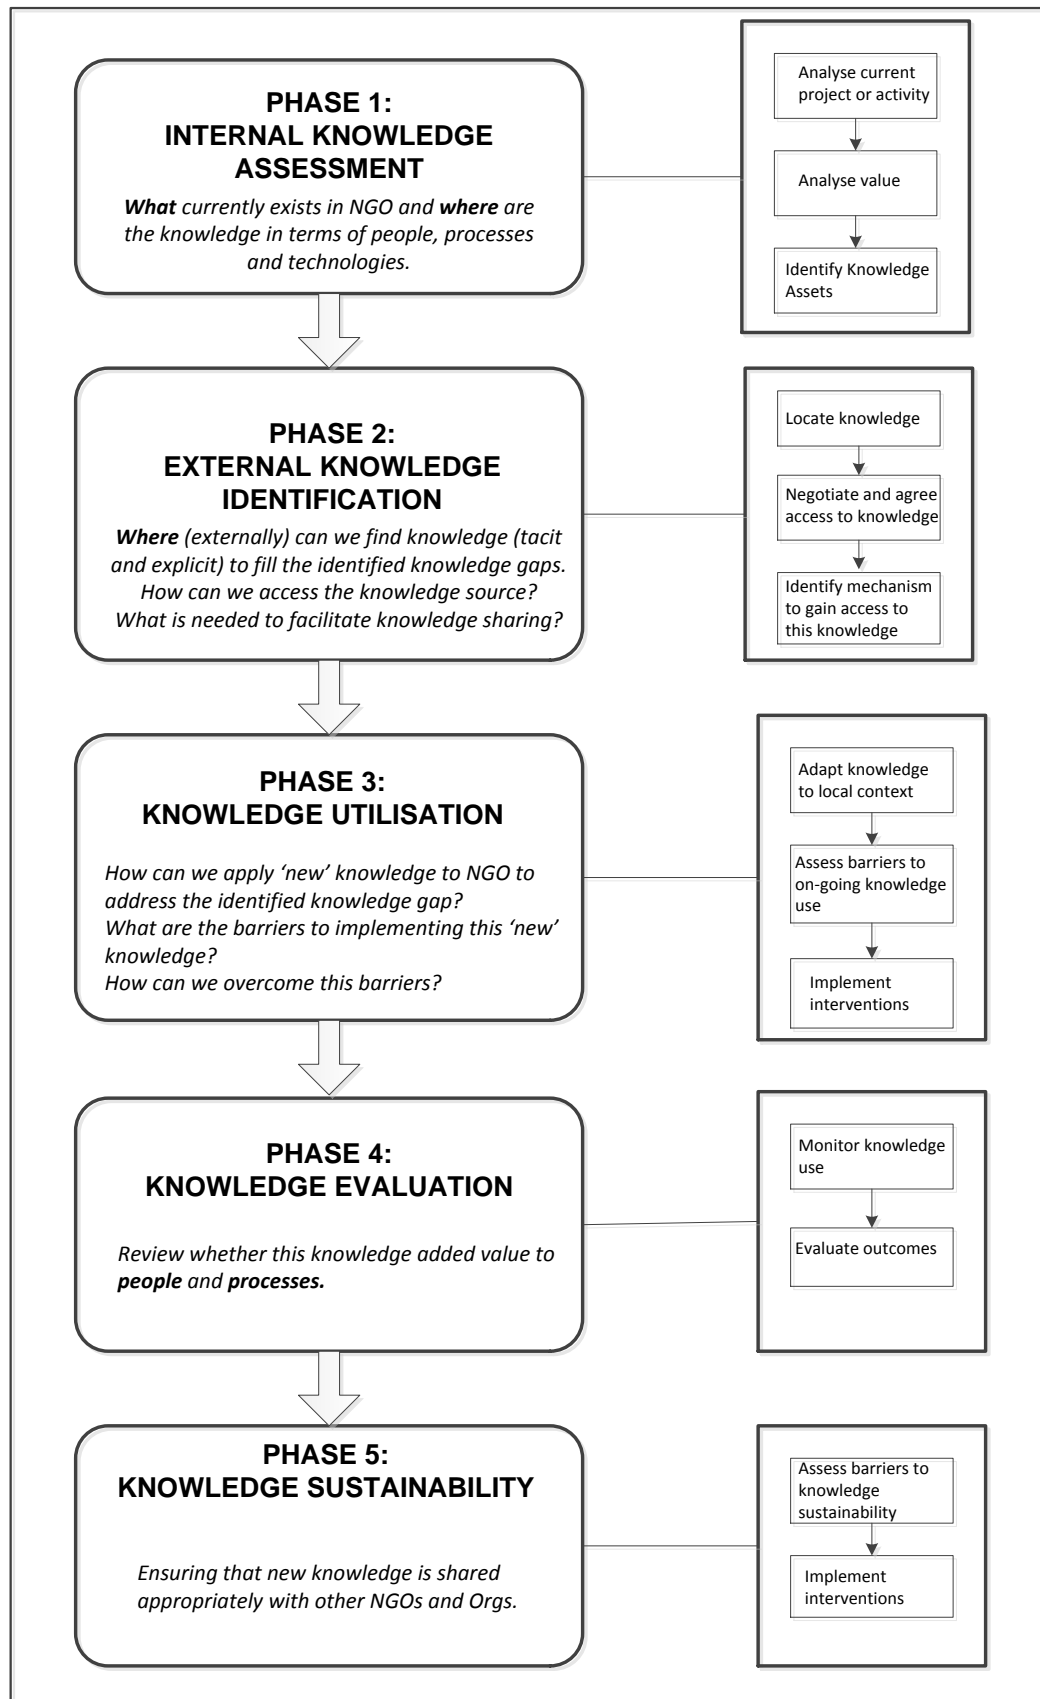 PHASE 1:
INTERNAL KNOWLEDGE
ASSESSMENT
What currently exists in NGO and where are
the knowledge in terms of people, processes
and technologies.
Analyse current
project or activity
Analyse value
Identify Knowledge
Assets
PHASE 2:
EXTERNAL KNOWLEDGE
IDENTIFICATION
Where (externally) can we find knowledge (tacit
and explicit) to fill the identified knowledge gaps.
How can we access the knowledge source?
What is needed to facilitate knowledge sharing?
Locate knowledge
Negotiate and agree
access to knowledge
Identify mechanism
to gain access to
this knowledge
PHASE 3:
KNOWLEDGE UTILISATION
How can we apply ‘new’ knowledge to NGO to
address the identified knowledge gap?
What are the barriers to implementing this ‘new’
knowledge?
How can we overcome this barriers?
Adapt knowledge
to local context
Assess barriers to
on-going knowledge
use
Implement
interventions
PHASE 4:
KNOWLEDGE EVALUATION
Review whether this knowledge added value to
people and processes.
Monitor knowledge
use
Evaluate outcomes
PHASE 5:
KNOWLEDGE SUSTAINABILITY
Ensuring that new knowledge is shared
appropriately with other NGOs and Orgs.
Assess barriers to
knowledge
sustainability
Implement
interventions